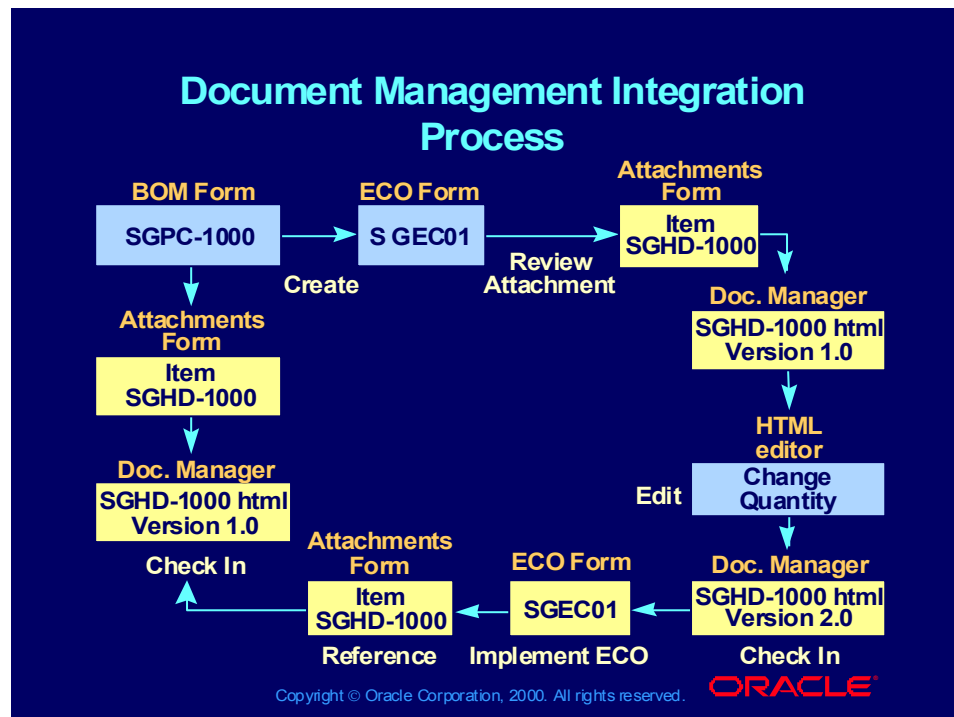 Document Management Integration
Process
BOM Form
SGPC-1000
Create
ECO Form
S GEC01
Review
Attachment
Attachments
Form
Item
SGHD-1000
Doc. Manager
SGHD-1000 html
Version 1.0
HTML
editor
Edit
Change
Quantity
Doc. Manager
SGHD-1000 html
Version 2.0
Check In
ECO Form
SGEC01
Implement ECO
Attachments
Form
Item
SGHD-1000
Reference
Attachments
Form
Item
SGHD-1000
Doc. Manager
SGHD-1000 html
Version 1.0
Check In
Copyright © Oracle Corporation, 2000. All rights reserved.
ORACLE®